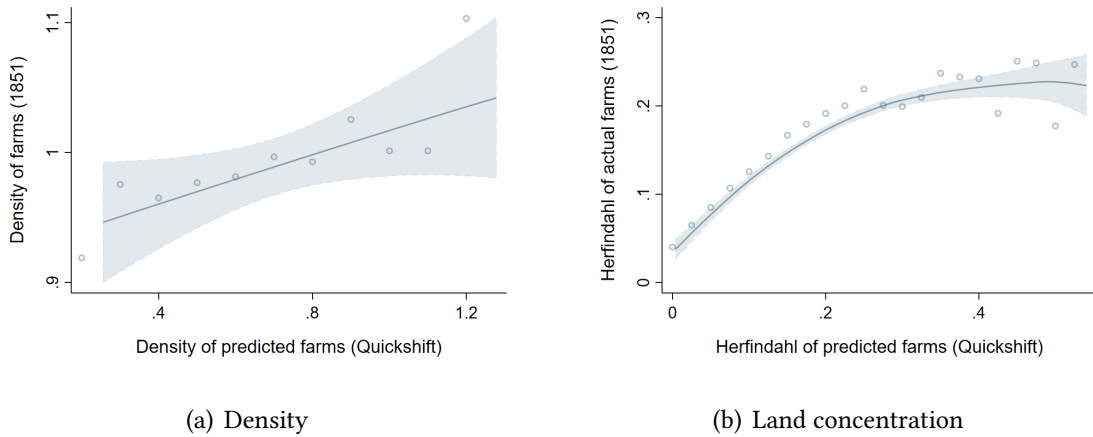 Density of farms (1851)
1.1
1
.9
.4
.8
1.2
Density of predicted farms (Quickshift)
(a) Density
Herfindahl of actual farms (1851)
.3
.2
.1
0
0
.2
.4
Herfindahl of predicted farms (Quickshift)
(b) Land concentration